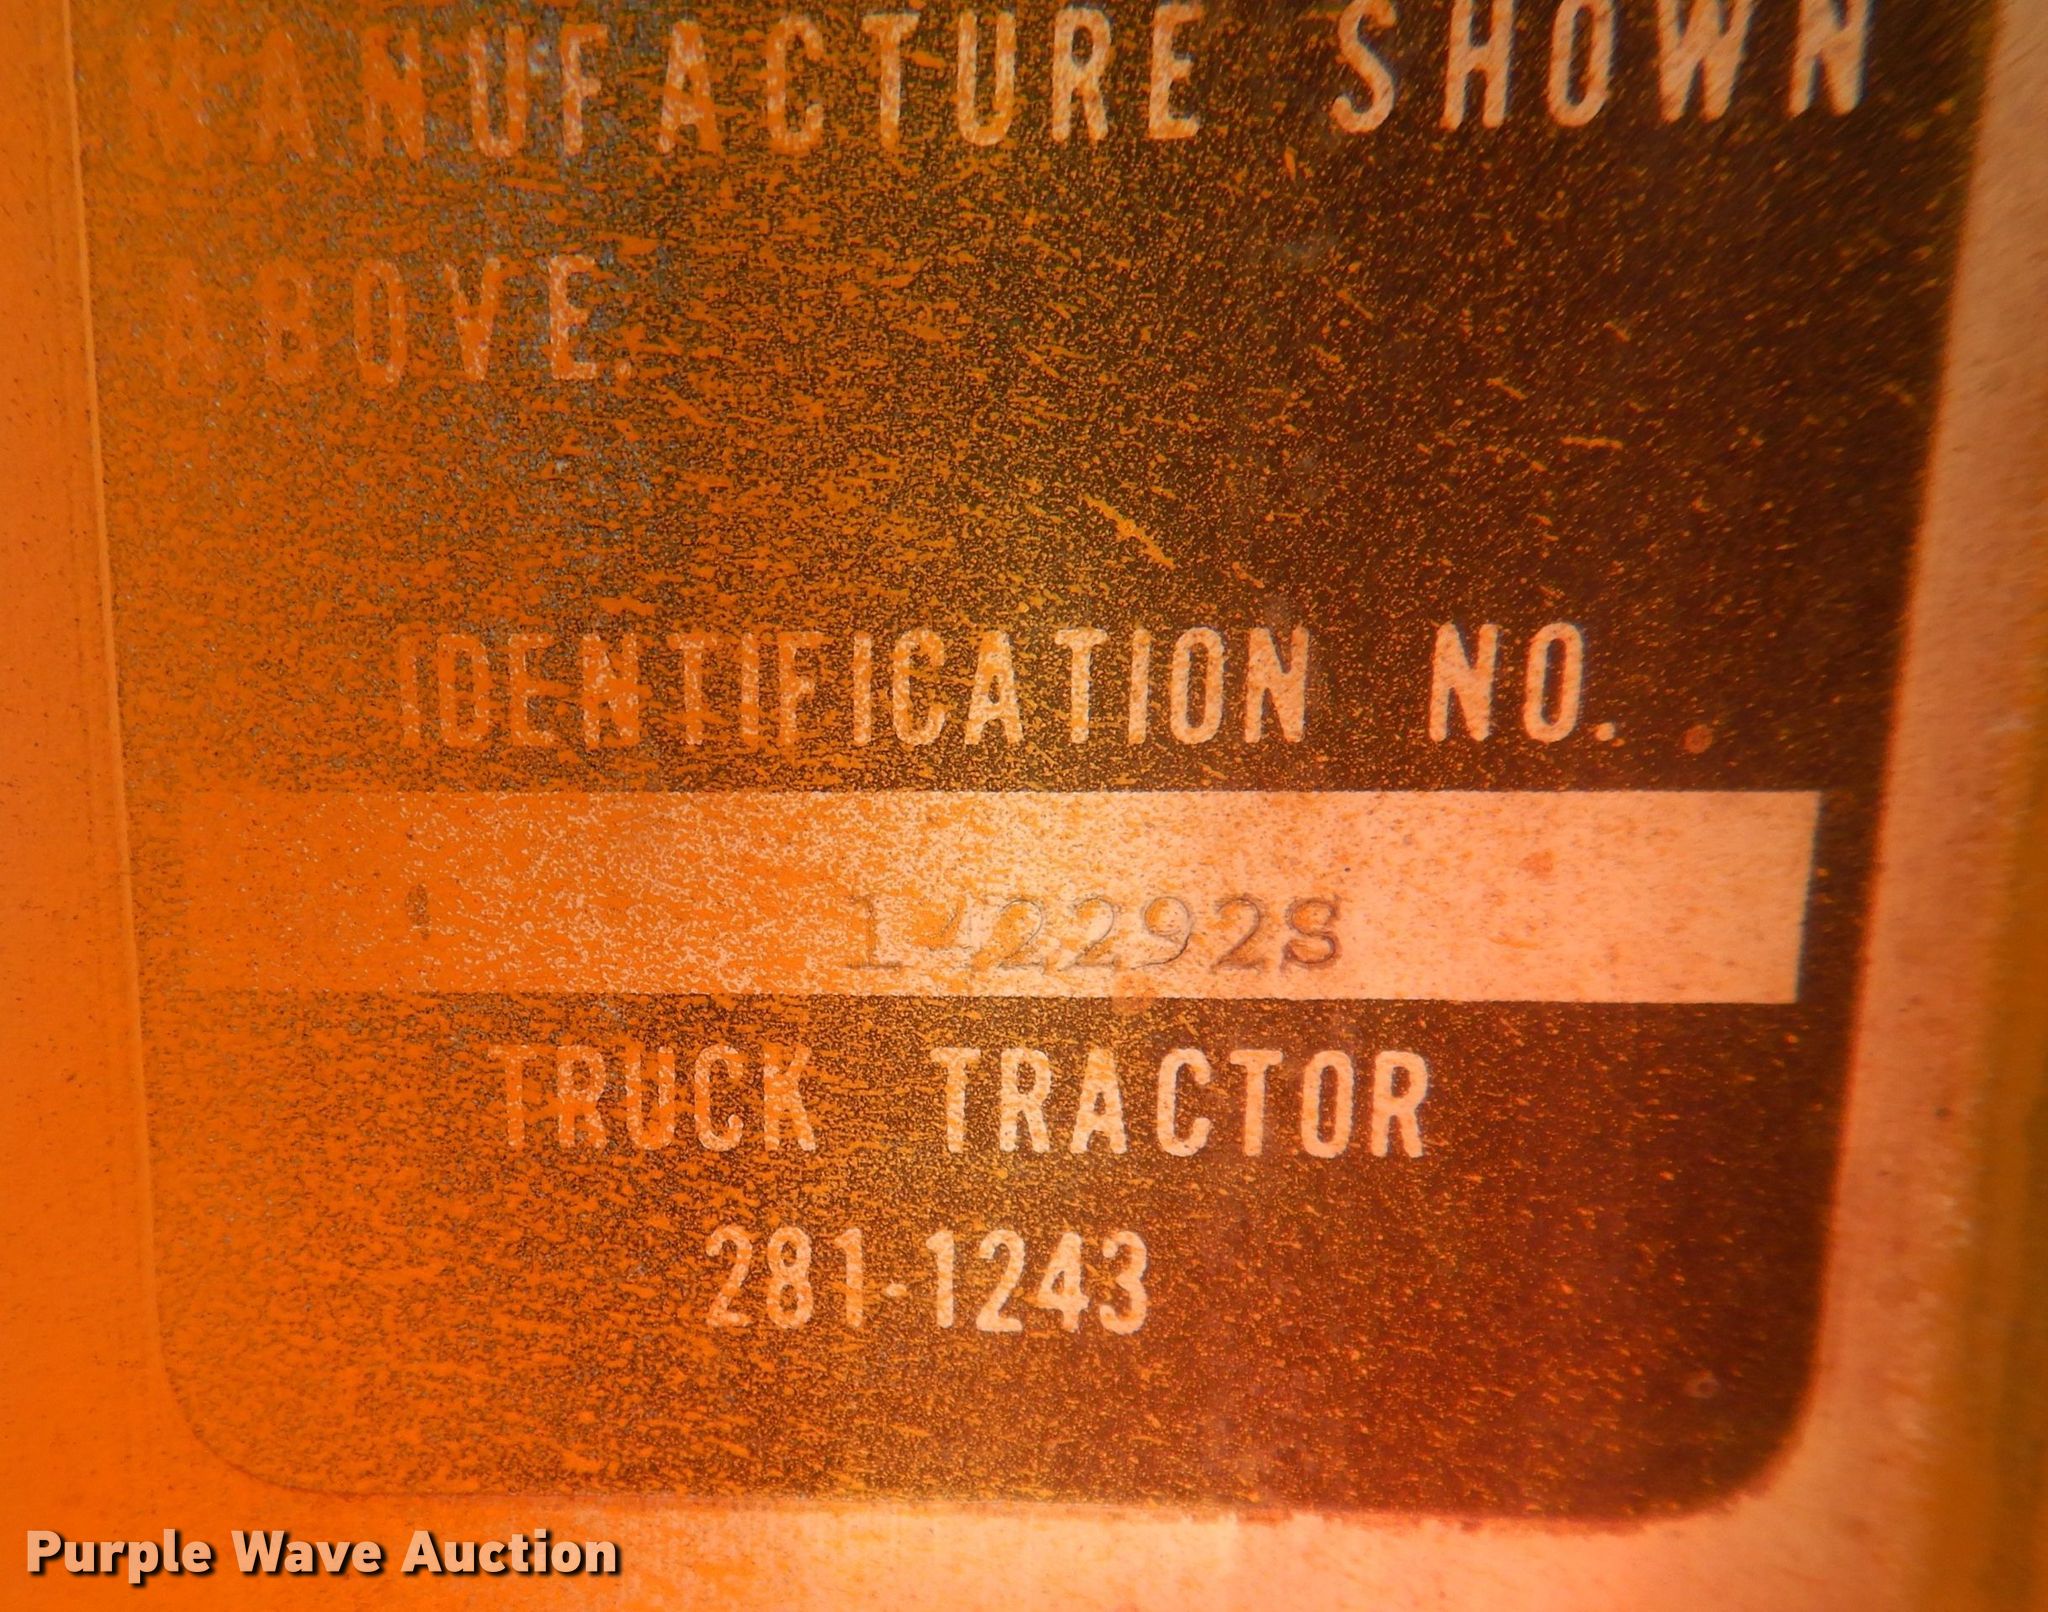 MANUFACTURE SHOWN
ABOVE.
IDENTIFICATION NO.
TRUCK TRACTOR
281-1243
Purple Wave Auction